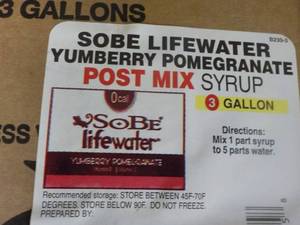 3 GALLONS
B235-3
SOBE LIFEWATER
YUMBERRY POMEGRANATE
POST MIX SYRUP
3 GALLON
0cal
SoBe
lifewater
YUMBERRY POMEGRANATE
Directions:
Mix 1 part syrup
to 5 parts water.
Recommended storage: STORE BETWEEN 45F-70F
DEGREES. STORE BELOW 90F. DO NOT FREEZE.
PREPARED BY: